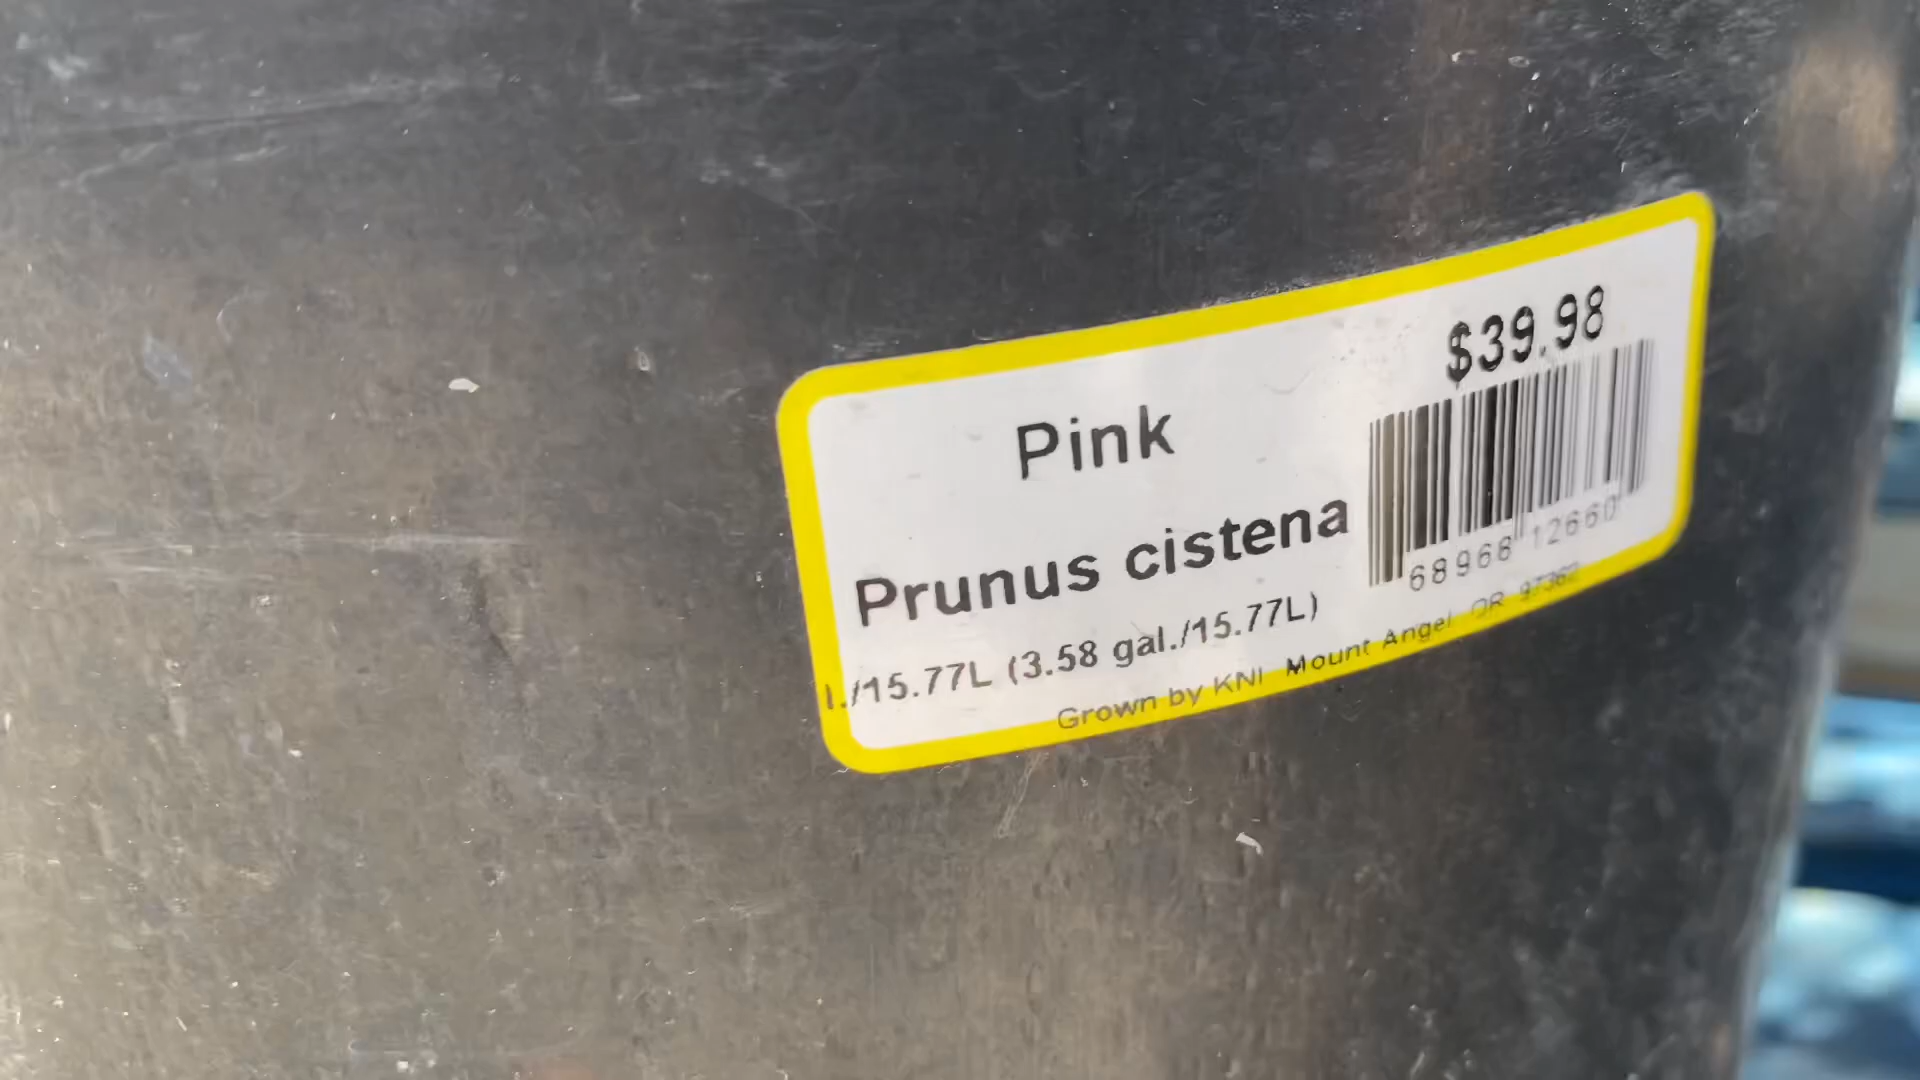 $39.98
Pink
Prunus cistena
68968 12660
./15.77L (3.58 gal./15.77L)
Grown by KNI Mount Angel OR 97362